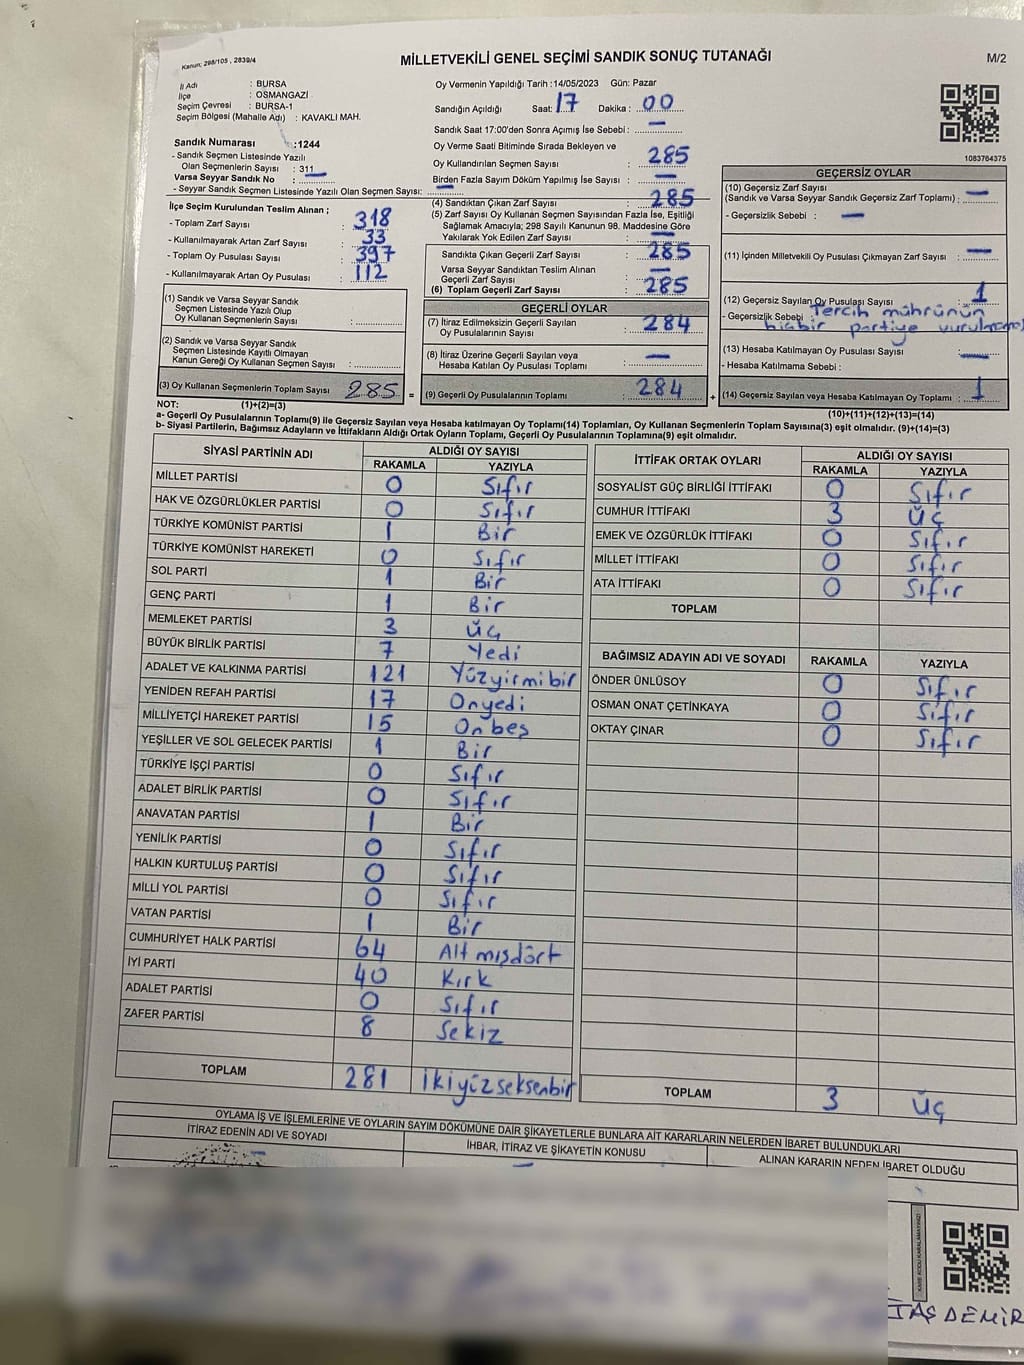 Kanun: 298/105 , 2839/4
MİLLETVEKİLİ GENEL SEÇİMİ SANDIK SONUÇ TUTANAĞI
M/2
İl Adı : BURSA
İlçe : OSMANGAZİ
Seçim Çevresi : BURSA-1
Seçim Bölgesi (Mahalle Adı) : KAVAKLI MAH.
Sandık Numarası :1244
- Sandık Seçmen Listesinde Yazılı
Olan Seçmenlerin Sayısı : 311
Varsa Seyyar Sandık No : —
- Seyyar Sandık Seçmen Listesinde Yazılı Olan Seçmen Sayısı: —
İlçe Seçim Kurulundan Teslim Alınan ;
- Toplam Zarf Sayısı : 318
- Kullanılmayarak Artan Zarf Sayısı : 33
- Toplam Oy Pusulası Sayısı : 397
- Kullanılmayarak Artan Oy Pusulası : 112
(1) Sandık ve Varsa Seyyar Sandık
Seçmen Listesinde Yazılı Olup
Oy Kullanan Seçmenlerin Sayısı :
(2) Sandık ve Varsa Seyyar Sandık
Seçmen Listesinde Kayıtlı Olmayan
Kanun Gereği Oy Kullanan Seçmen Sayısı :
(3) Oy Kullanan Seçmenlerin Toplam Sayısı 285 =
Oy Vermenin Yapıldığı Tarih :14/05/2023 Gün: Pazar
Sandığın Açıldığı Saat: 17 Dakika : 00
Sandık Saat 17:00'den Sonra Açımış İse Sebebi : —
Oy Verme Saati Bitiminde Sırada Bekleyen ve
Oy Kullandırılan Seçmen Sayısı : 285
Birden Fazla Sayım Döküm Yapılmış İse Sayısı : —
(4) Sandıktan Çıkan Zarf Sayısı : 285
(5) Zarf Sayısı Oy Kullanan Seçmen Sayısından Fazla İse, Eşitliği
Sağlamak Amacıyla; 298 Sayılı Kanunun 98. Maddesine Göre
Yakılarak Yok Edilen Zarf Sayısı : —
Sandıkta Çıkan Geçerli Zarf Sayısı : 285
Varsa Seyyar Sandıktan Teslim Alınan
Geçerli Zarf Sayısı : —
(6) Toplam Geçerli Zarf Sayısı : 285
GEÇERLİ OYLAR
(7) İtiraz Edilmeksizin Geçerli Sayılan
Oy Pusulalarının Sayısı : 284
(8) İtiraz Üzerine Geçerli Sayılan veya
Hesaba Katılan Oy Pusulası Toplamı : —
(9) Geçerli Oy Pusulalarının Toplamı : 284 +
1083764375
GEÇERSİZ OYLAR
(10) Geçersiz Zarf Sayısı
(Sandık ve Varsa Seyyar Sandık Geçersiz Zarf Toplamı) : —
- Geçersizlik Sebebi : —
(11) İçinden Milletvekili Oy Pusulası Çıkmayan Zarf Sayısı : —
(12) Geçersiz Sayılan Oy Pusulası Sayısı : 1
- Geçersizlik Sebebi Tercih mührünün
hiçbir partiye vurulmaması
(13) Hesaba Katılmayan Oy Pusulası Sayısı : —
- Hesaba Katılmama Sebebi :
(14) Geçersiz Sayılan veya Hesaba Katılmayan Oy Toplamı : 1
NOT: (1)+(2)=(3) (10)+(11)+(12)+(13)=(14)
a- Geçerli Oy Pusulalarının Toplamı(9) ile Geçersiz Sayılan veya Hesaba katılmayan Oy Toplamı(14) Toplamları, Oy Kullanan Seçmenlerin Toplam Sayısına(3) eşit olmalıdır. (9)+(14)=(3)
b- Siyasi Partilerin, Bağımsız Adayların ve İttifakların Aldığı Ortak Oyların Toplamı, Geçerli Oy Pusulalarının Toplamına(9) eşit olmalıdır.
SİYASİ PARTİNİN ADI ALDIĞI OY SAYISI
RAKAMLA YAZIYLA
MİLLET PARTİSİ 0 Sıfır
HAK VE ÖZGÜRLÜKLER PARTİSİ 0 Sıfır
TÜRKİYE KOMÜNİST PARTİSİ 1 Bir
TÜRKİYE KOMÜNİST HAREKETİ 0 Sıfır
SOL PARTİ 1 Bir
GENÇ PARTİ 1 Bir
MEMLEKET PARTİSİ 3 Üç
BÜYÜK BİRLİK PARTİSİ 7 Yedi
ADALET VE KALKINMA PARTİSİ 121 Yüzyirmibir
YENİDEN REFAH PARTİSİ 17 Onyedi
MİLLİYETÇİ HAREKET PARTİSİ 15 Onbeş
YEŞİLLER VE SOL GELECEK PARTİSİ 1 Bir
TÜRKİYE İŞÇİ PARTİSİ 0 Sıfır
ADALET BİRLİK PARTİSİ 0 Sıfır
ANAVATAN PARTİSİ 1 Bir
YENİLİK PARTİSİ 0 Sıfır
HALKIN KURTULUŞ PARTİSİ 0 Sıfır
MİLLİ YOL PARTİSİ 0 Sıfır
VATAN PARTİSİ 1 Bir
CUMHURİYET HALK PARTİSİ 64 Altmışdört
İYİ PARTİ 40 Kırk
ADALET PARTİSİ 0 Sıfır
ZAFER PARTİSİ 8 Sekiz
TOPLAM 281 ikiyüzseksenbir
İTTİFAK ORTAK OYLARI ALDIĞI OY SAYISI
RAKAMLA YAZIYLA
SOSYALİST GÜÇ BİRLİĞİ İTTİFAKI 0 Sıfır
CUMHUR İTTİFAKI 3 Üç
EMEK VE ÖZGÜRLÜK İTTİFAKI 0 Sıfır
MİLLET İTTİFAKI 0 Sıfır
ATA İTTİFAKI 0 Sıfır
TOPLAM
BAĞIMSIZ ADAYIN ADI VE SOYADI RAKAMLA YAZIYLA
ÖNDER ÜNLÜSOY 0 Sıfır
OSMAN ONAT ÇETİNKAYA 0 Sıfır
OKTAY ÇINAR 0 Sıfır
TOPLAM 3 Üç
OYLAMA İŞ VE İŞLEMLERİNE VE OYLARIN SAYIM DÖKÜMÜNE DAİR ŞİKAYETLERLE BUNLARA AİT KARARLARIN NELERDEN İBARET BULUNDUKLARI
İTİRAZ EDENİN ADI VE SOYADI İHBAR, İTİRAZ VE ŞİKAYETİN KONUSU ALINAN KARARIN NEDEN İBARET OLDUĞU
KARE KODU KARALAMAYINIZ!
TAŞDEMİR